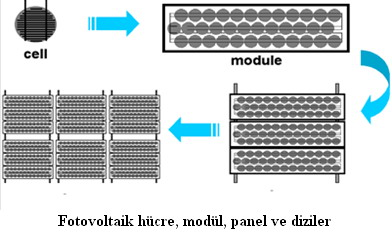 cell
module
Fotovoltaik hücre, modül, panel ve diziler